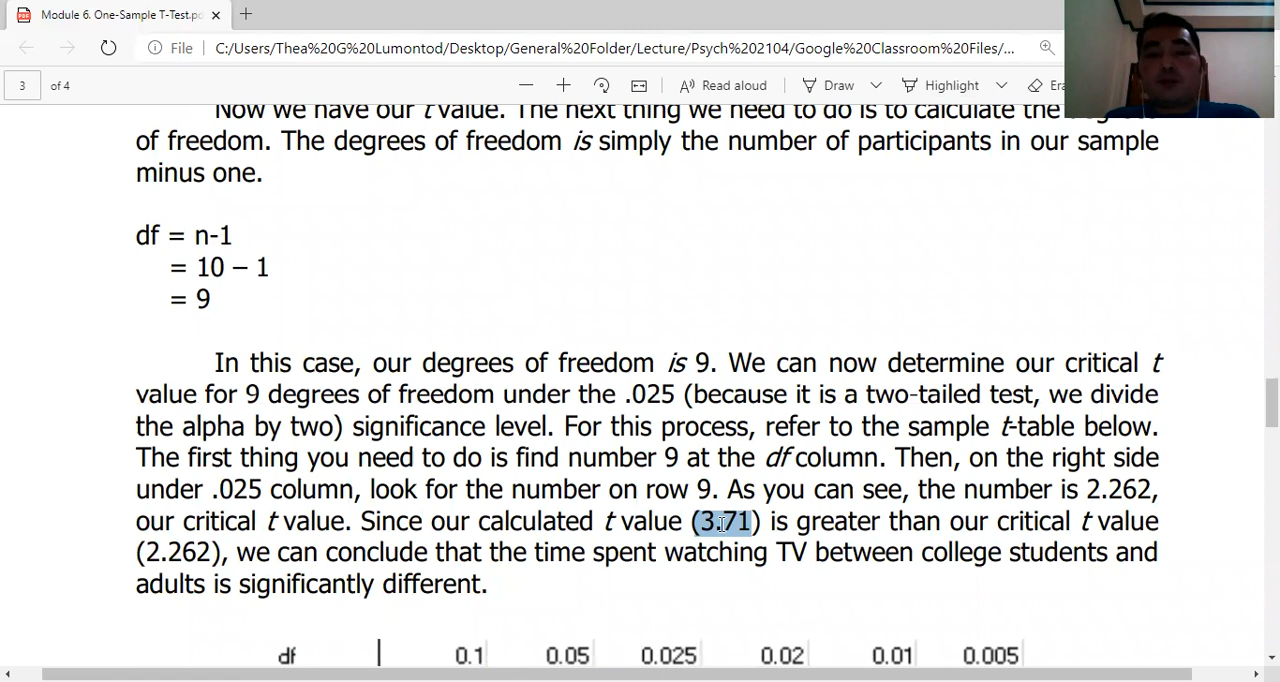 Module 6. One-Sample T-Test.pd
File C:/Users/Thea%20G%20Lumontod/Desktop/General%20Folder/Lecture/Psych%202104/Google%20Classroom%20Files/...
3 of 4 Read aloud Draw Highlight Era
Now we have our t value. The next thing we need to do is to calculate the
of freedom. The degrees of freedom is simply the number of participants in our sample
minus one.
df = n-1
= 10 – 1
= 9
In this case, our degrees of freedom is 9. We can now determine our critical t
value for 9 degrees of freedom under the .025 (because it is a two-tailed test, we divide
the alpha by two) significance level. For this process, refer to the sample t-table below.
The first thing you need to do is find number 9 at the df column. Then, on the right side
under .025 column, look for the number on row 9. As you can see, the number is 2.262,
our critical t value. Since our calculated t value (3.71) is greater than our critical t value
(2.262), we can conclude that the time spent watching TV between college students and
adults is significantly different.
df 0.1 0.05 0.025 0.02 0.01 0.005